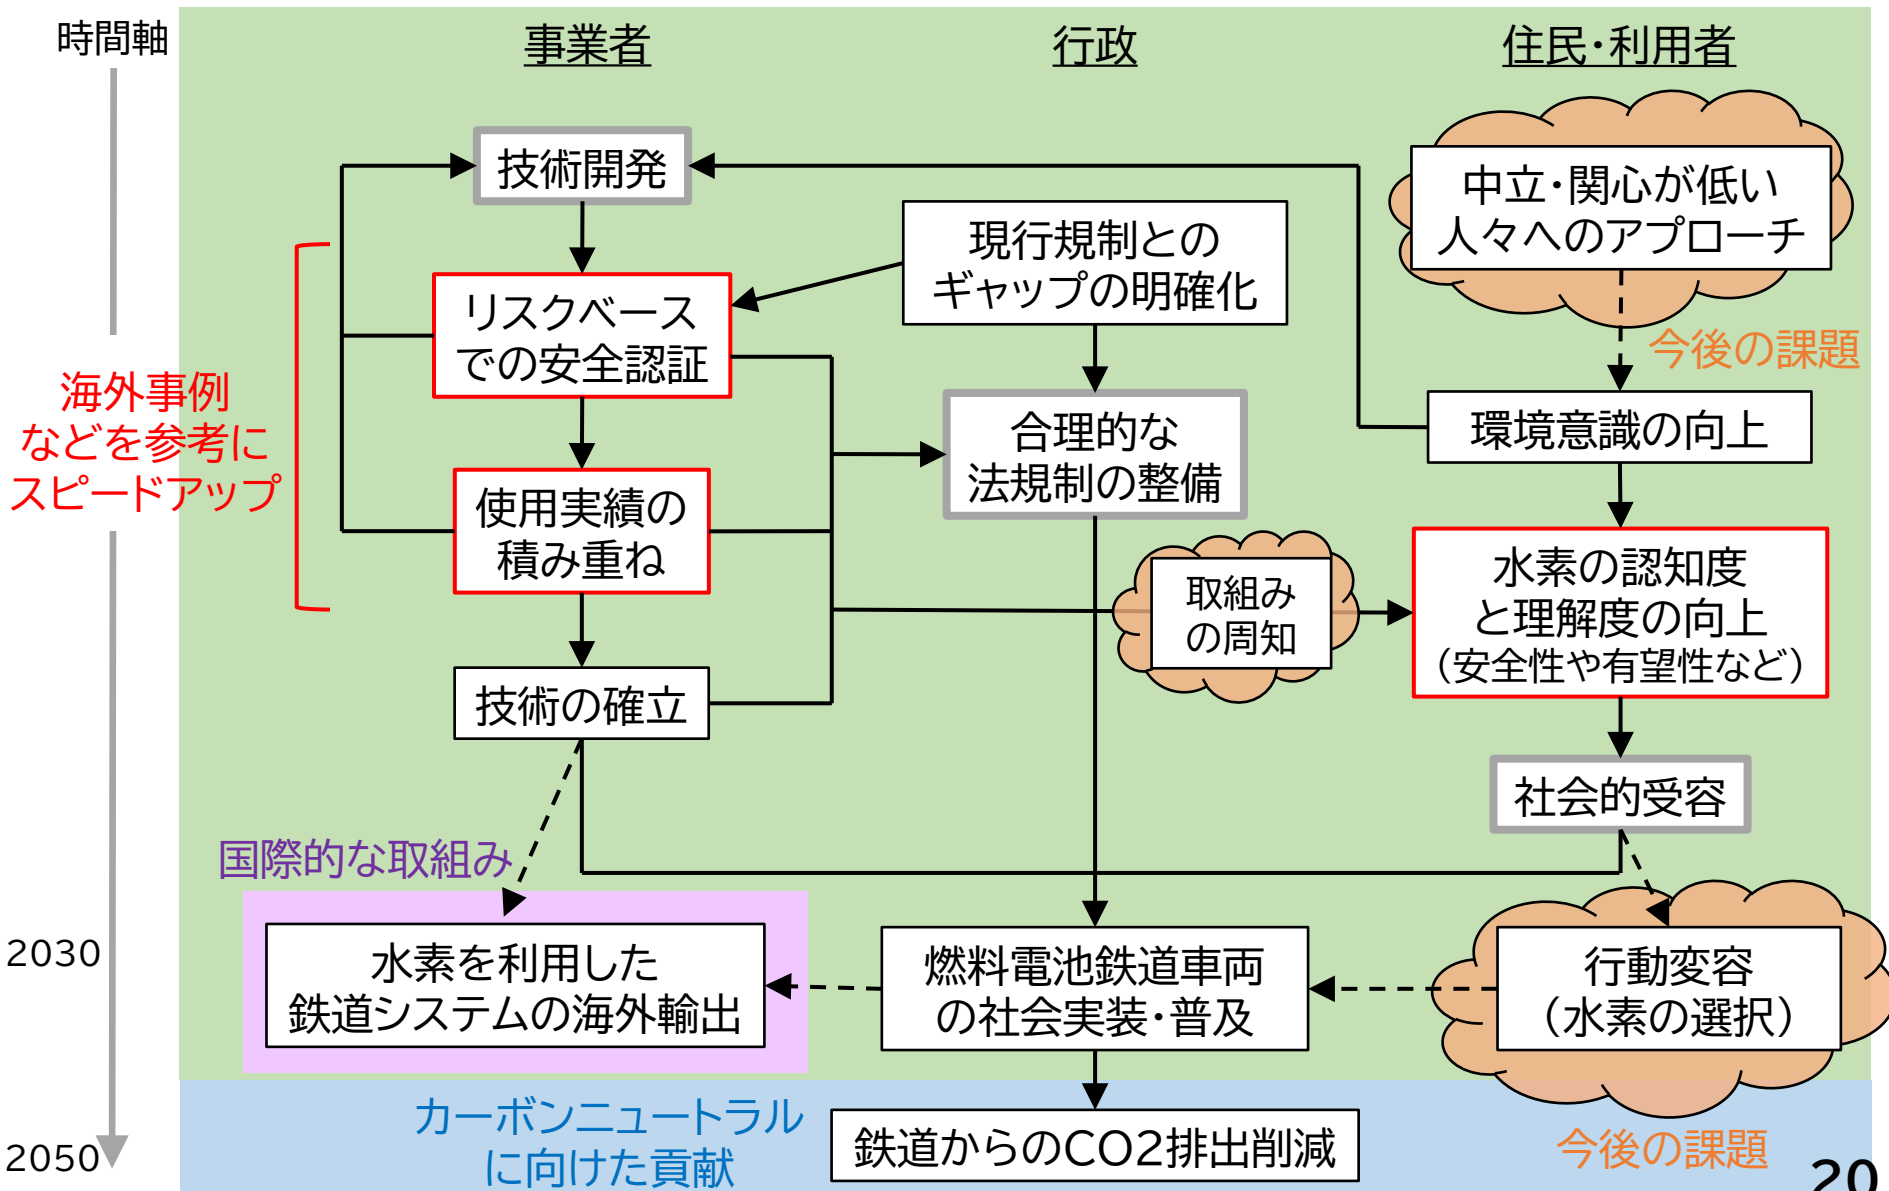 時間軸
事業者
行政
住民・利用者
技術開発
中立・関心が低い
人々へのアプローチ
現行規制との
ギャップの明確化
リスクベース
での安全認証
今後の課題
海外事例
などを参考に
スピードアップ
合理的な
法規制の整備
環境意識の向上
使用実績の
積み重ね
取組み
の周知
水素の認知度
と理解度の向上
（安全性や有望性など）
技術の確立
社会的受容
国際的な取組み
2030
水素を利用した
鉄道システムの海外輸出
燃料電池鉄道車両
の社会実装・普及
行動変容
（水素の選択）
カーボンニュートラル
に向けた貢献
鉄道からのCO2排出削減
今後の課題
2050
20